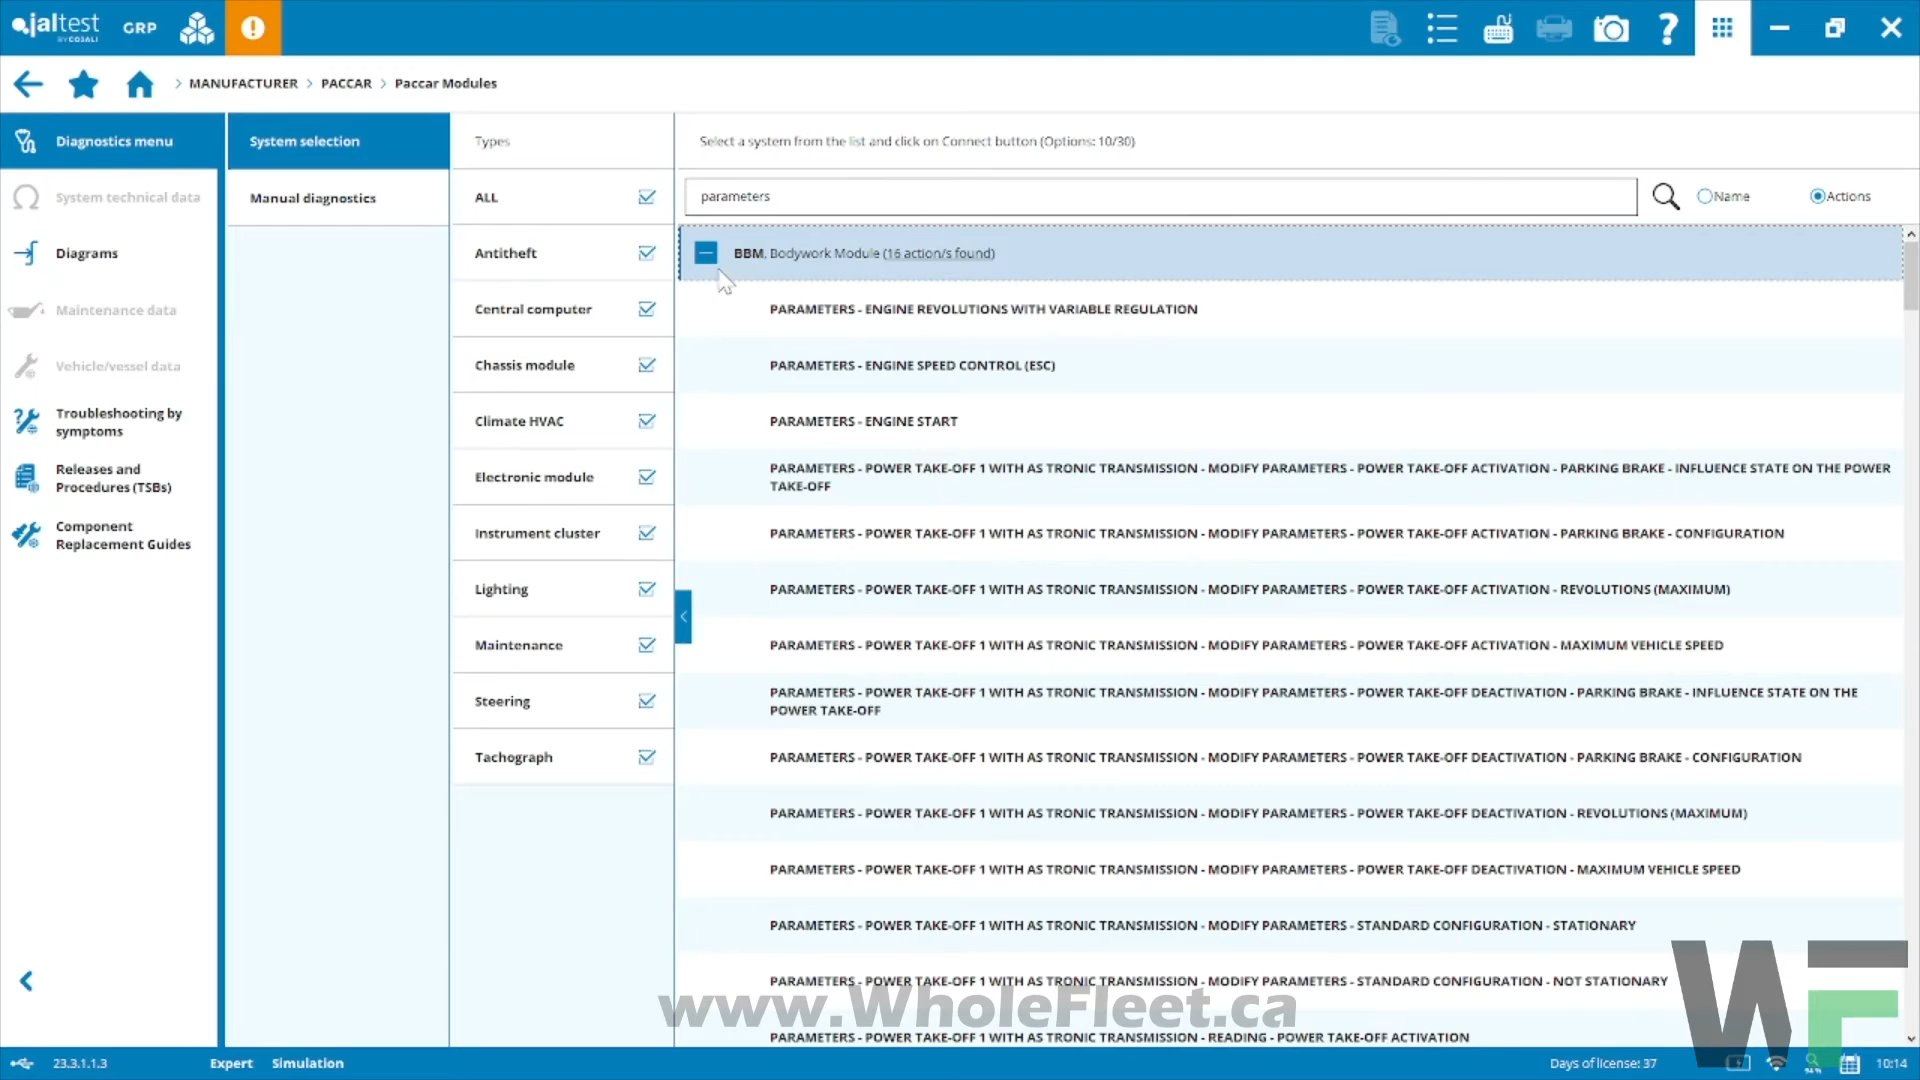 jaltest
BY COJALI
GRP
MANUFACTURER > PACCAR > Paccar Modules
Diagnostics menu
System technical data
Diagrams
Maintenance data
Vehicle/vessel data
Troubleshooting by
symptoms
Releases and
Procedures (TSBs)
Component
Replacement Guides
System selection
Manual diagnostics
Types
ALL
Antitheft
Central computer
Chassis module
Climate HVAC
Electronic module
Instrument cluster
Lighting
Maintenance
Steering
Tachograph
Select a system from the list and click on Connect button (Options: 10/30)
parameters
Name
Actions
BBM. Bodywork Module (16 action/s found)
PARAMETERS - ENGINE REVOLUTIONS WITH VARIABLE REGULATION
PARAMETERS - ENGINE SPEED CONTROL (ESC)
PARAMETERS - ENGINE START
PARAMETERS - POWER TAKE-OFF 1 WITH AS TRONIC TRANSMISSION - MODIFY PARAMETERS - POWER TAKE-OFF ACTIVATION - PARKING BRAKE - INFLUENCE STATE ON THE POWER
TAKE-OFF
PARAMETERS - POWER TAKE-OFF 1 WITH AS TRONIC TRANSMISSION - MODIFY PARAMETERS - POWER TAKE-OFF ACTIVATION - PARKING BRAKE - CONFIGURATION
PARAMETERS - POWER TAKE-OFF 1 WITH AS TRONIC TRANSMISSION - MODIFY PARAMETERS - POWER TAKE-OFF ACTIVATION - REVOLUTIONS (MAXIMUM)
PARAMETERS - POWER TAKE-OFF 1 WITH AS TRONIC TRANSMISSION - MODIFY PARAMETERS - POWER TAKE-OFF ACTIVATION - MAXIMUM VEHICLE SPEED
PARAMETERS - POWER TAKE-OFF 1 WITH AS TRONIC TRANSMISSION - MODIFY PARAMETERS - POWER TAKE-OFF DEACTIVATION - PARKING BRAKE - INFLUENCE STATE ON THE
POWER TAKE-OFF
PARAMETERS - POWER TAKE-OFF 1 WITH AS TRONIC TRANSMISSION - MODIFY PARAMETERS - POWER TAKE-OFF DEACTIVATION - PARKING BRAKE - CONFIGURATION
PARAMETERS - POWER TAKE-OFF 1 WITH AS TRONIC TRANSMISSION - MODIFY PARAMETERS - POWER TAKE-OFF DEACTIVATION - REVOLUTIONS (MAXIMUM)
PARAMETERS - POWER TAKE-OFF 1 WITH AS TRONIC TRANSMISSION - MODIFY PARAMETERS - POWER TAKE-OFF DEACTIVATION - MAXIMUM VEHICLE SPEED
PARAMETERS - POWER TAKE-OFF 1 WITH AS TRONIC TRANSMISSION - MODIFY PARAMETERS - STANDARD CONFIGURATION - STATIONARY
PARAMETERS - POWER TAKE-OFF 1 WITH AS TRONIC TRANSMISSION - MODIFY PARAMETERS - STANDARD CONFIGURATION - NOT STATIONARY
PARAMETERS - POWER TAKE-OFF 1 WITH AS TRONIC TRANSMISSION - READING - POWER TAKE-OFF ACTIVATION
www.WholeFleet.ca
WF
23.3.1.1.3
Expert
Simulation
Days of license: 37
94 %
10:14